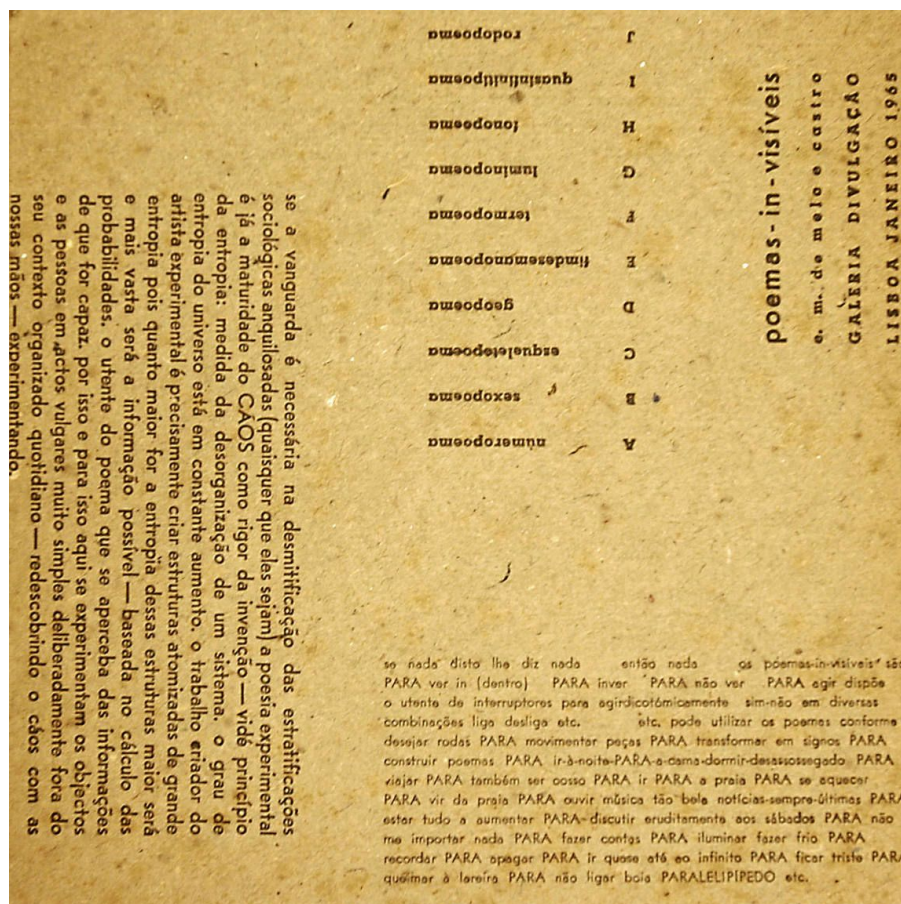 poemas-in-visíveis
e. m. de melo e castro
GALERIA DIVULGAÇÃO
LISBOA JANEIRO 1965
A númeropoema
B sexopoema
C esqueletopoema
D geopoema
E fimdesemanopoema
F termopoema
G luminopoema
H fonopoema
I quasinfinitipoema
J rodopoema
se a vanguarda é necessária na desmitificação das estratificações
sociológicas anquilosadas (quaisquer que eles sejam) a poesia experimental
é já a maturidade do CÁOS como rigor da invenção — vidé princípio
da entropia: medida da desorganização de um sistema. o grau de
entropia do universo está em constante aumento. o trabalho criador do
artista experimental é precisamente criar estruturas atomizadas de grande
entropia pois quanto maior for a entropia dessas estruturas maior será
e mais vasta será a informação possível — baseada no cálculo das
probabilidades. o utente do poema que se aperceba das informações
de que for capaz. por isso e para isso aqui se experimentam os objectos
e as pessoas em actos vulgares muito simples deliberadamente fora do
seu contexto organizado quotidiano — redescobrindo o cáos com as
nossas mãos — experimentando.
se nada disto lhe diz nada então nada os poemas-in-visíveis são
PARA ver in (dentro) PARA inver PARA não ver PARA agir dispõe
o utente de interruptores para agirdicotómicamente sim-não em diversas
combinações liga desliga etc. etc. pode utilizar os poemas conforme
desejar rodas PARA movimentar peças PARA transformar em signos PARA
construir poemas PARA ir-à-noite-PARA-a-cama-dormir-desassossegado PARA
viajar PARA também ser cosso PARA ir PARA a praia PARA se aquecer
PARA vir da praia PARA ouvir música tão bela notícias-sempre-últimas PARA
estar tudo a aumentar PARA-discutir eruditamente aos sábados PARA não
me importar nada PARA fazer contas PARA iluminar fazer frio PARA
recordar PARA apagar PARA ir quase até ao infinito PARA ficar triste PARA
queimar à lareira PARA não ligar boia PARALELIPÍPEDO etc.